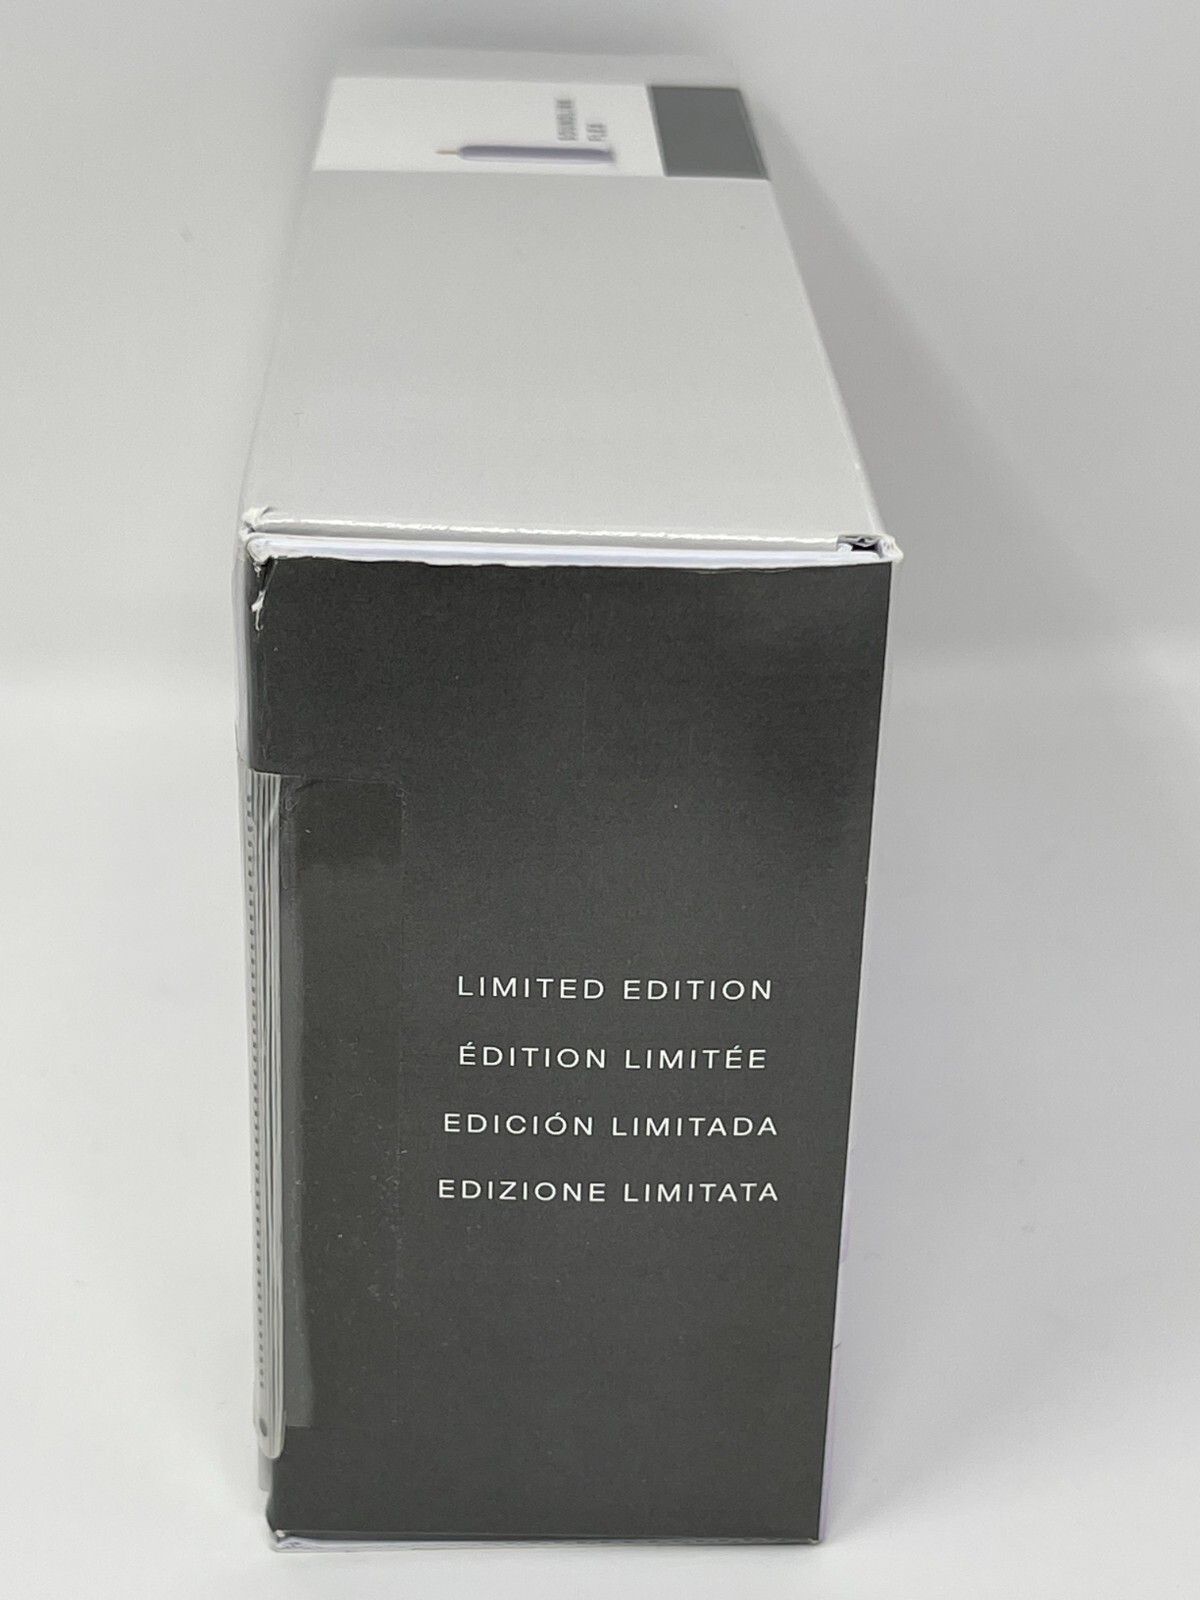 LIMITED EDITION
ÉDITION LIMITÉE
EDICIÓN LIMITADA
EDIZIONE LIMITATA